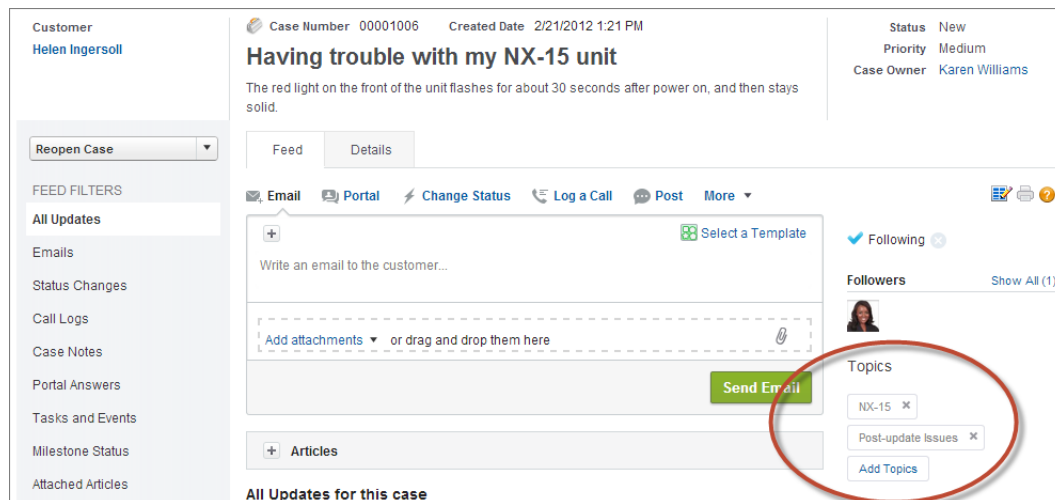 Customer
Helen Ingersoll
Case Number 00001006 Created Date 2/21/2012 1:21 PM
Having trouble with my NX-15 unit
The red light on the front of the unit flashes for about 30 seconds after power on, and then stays
solid.
Status New
Priority Medium
Case Owner Karen Williams
Reopen Case
FEED FILTERS
All Updates
Emails
Status Changes
Call Logs
Case Notes
Portal Answers
Tasks and Events
Milestone Status
Attached Articles
Feed Details
Email Portal Change Status Log a Call Post More
Select a Template
Write an email to the customer...
Add attachments or drag and drop them here
Send Email
Articles
All Updates for this case
Following
Followers Show All (1)
Topics
NX-15
Post-update Issues
Add Topics